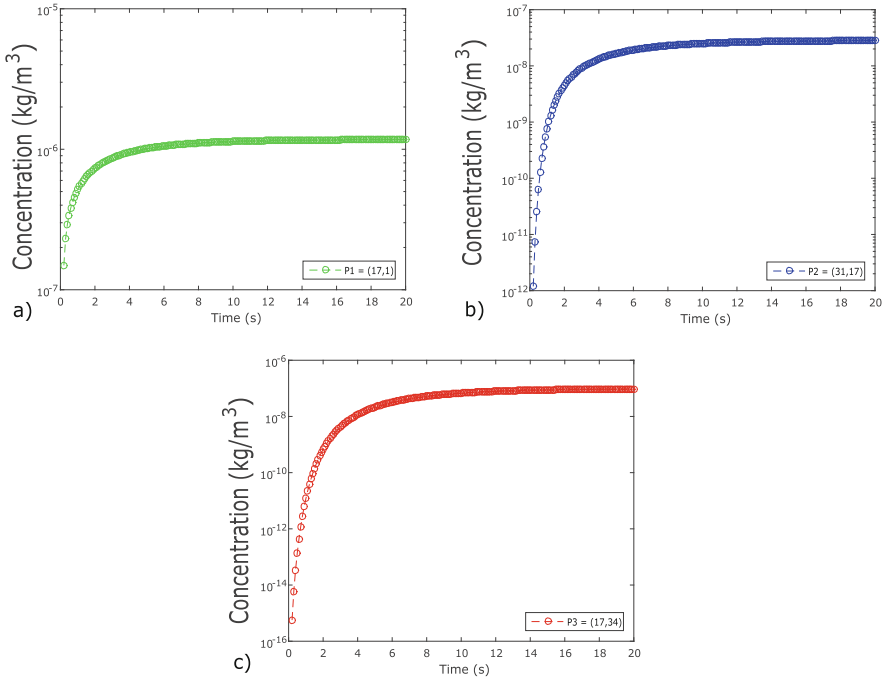 10^-5
10^-6
10^-7
Concentration (kg/m^3)
0 2 4 6 8 10 12 14 16 18 20
Time (s)
P1 = (17,1)
a)
10^-7
10^-8
10^-9
10^-10
10^-11
10^-12
Concentration (kg/m^3)
0 2 4 6 8 10 12 14 16 18 20
Time (s)
P2 = (31,17)
b)
10^-6
10^-8
10^-10
10^-12
10^-14
10^-16
Concentration (kg/m^3)
0 2 4 6 8 10 12 14 16 18 20
Time (s)
P3 = (17,34)
c)